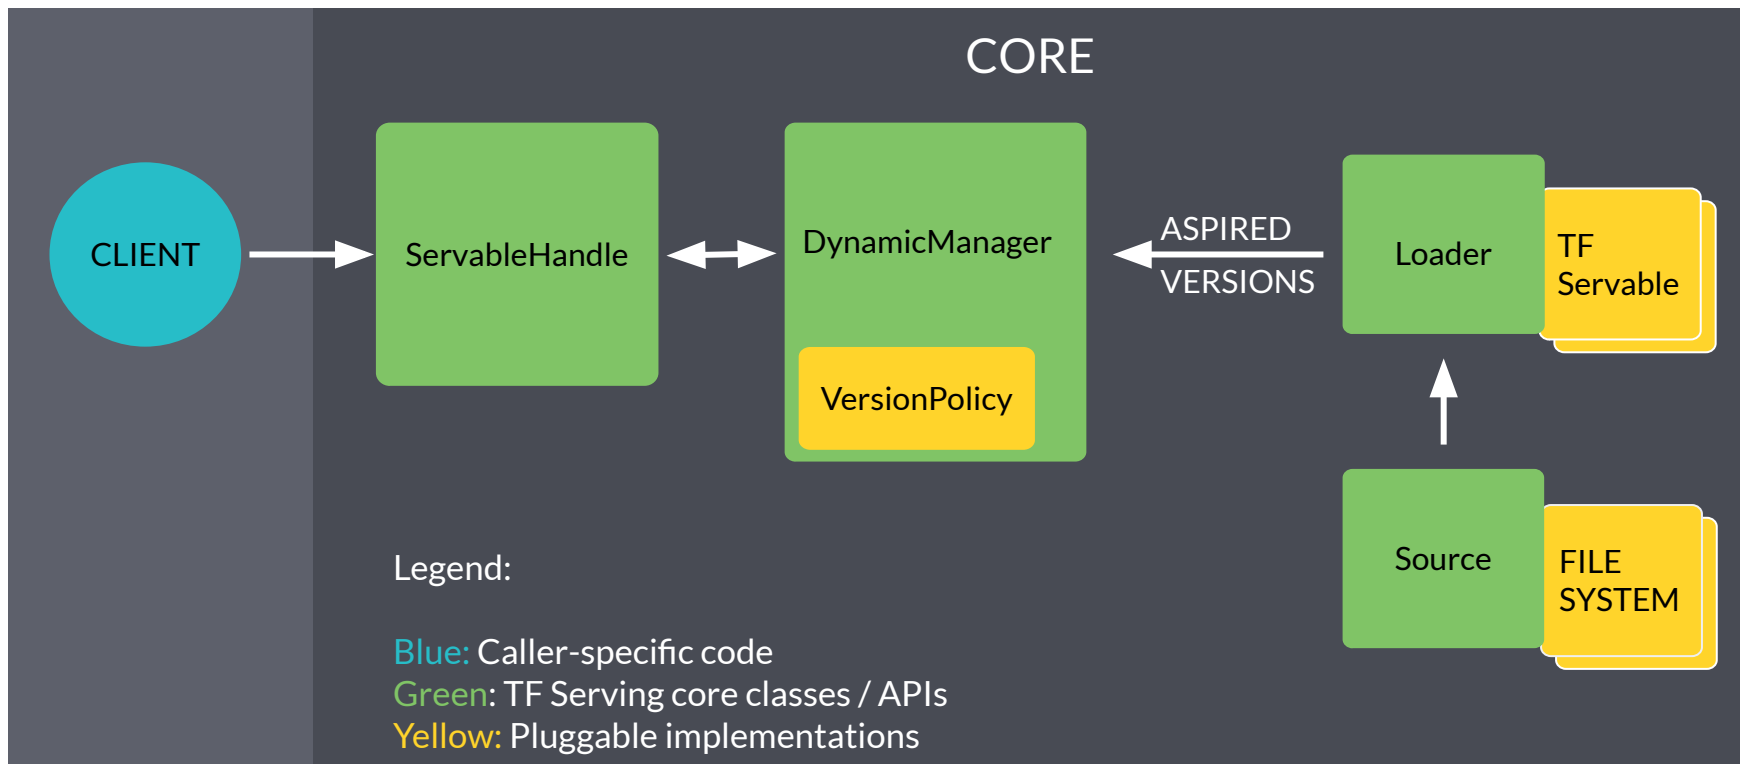 CORE
CLIENT
ServableHandle
DynamicManager
VersionPolicy
ASPIRED
VERSIONS
Loader
TF
Servable
Source
FILE
SYSTEM
Legend:
Blue: Caller-specific code
Green: TF Serving core classes / APIs
Yellow: Pluggable implementations